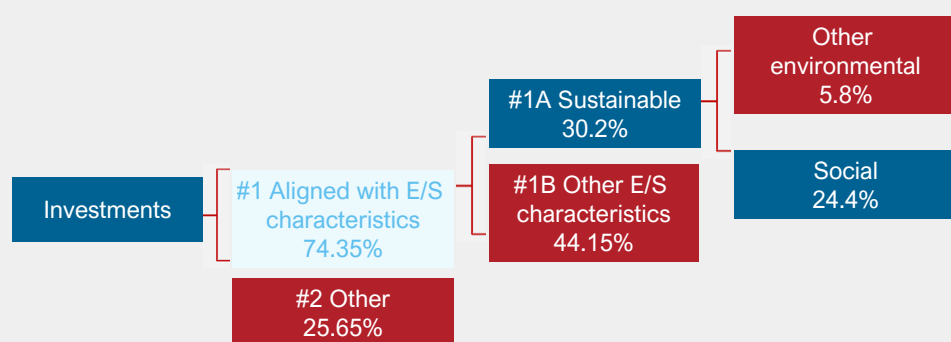 Investments
#1 Aligned with E/S
characteristics
74.35%
#2 Other
25.65%
#1A Sustainable
30.2%
#1B Other E/S
characteristics
44.15%
Other
environmental
5.8%
Social
24.4%